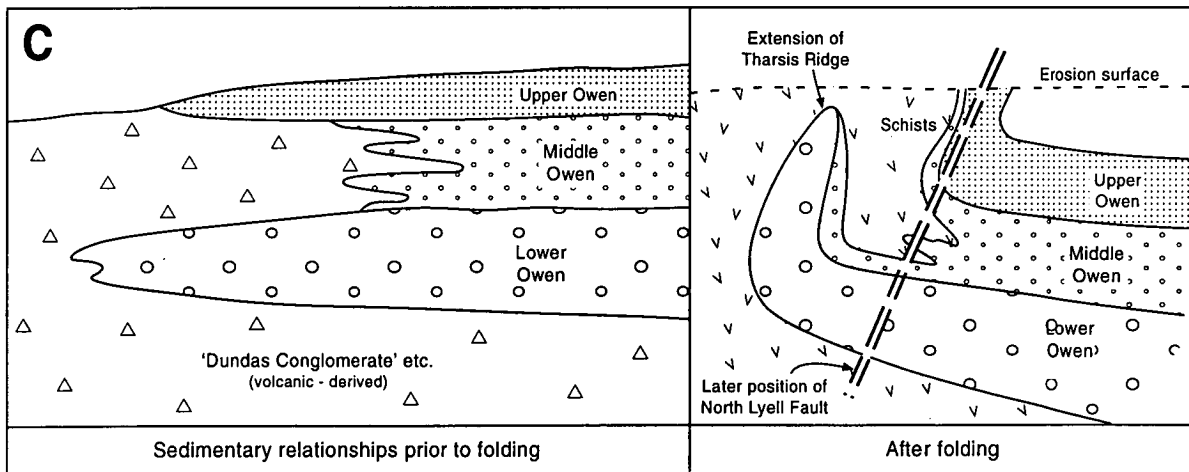 C
Upper Owen
Middle
Owen
Lower
Owen
'Dundas Conglomerate' etc.
(volcanic - derived)
Sedimentary relationships prior to folding
Extension of
Tharsis Ridge
Erosion surface
Schists
Upper
Owen
Middle
Owen
Lower
Owen
Later position of
North Lyell Fault
After folding